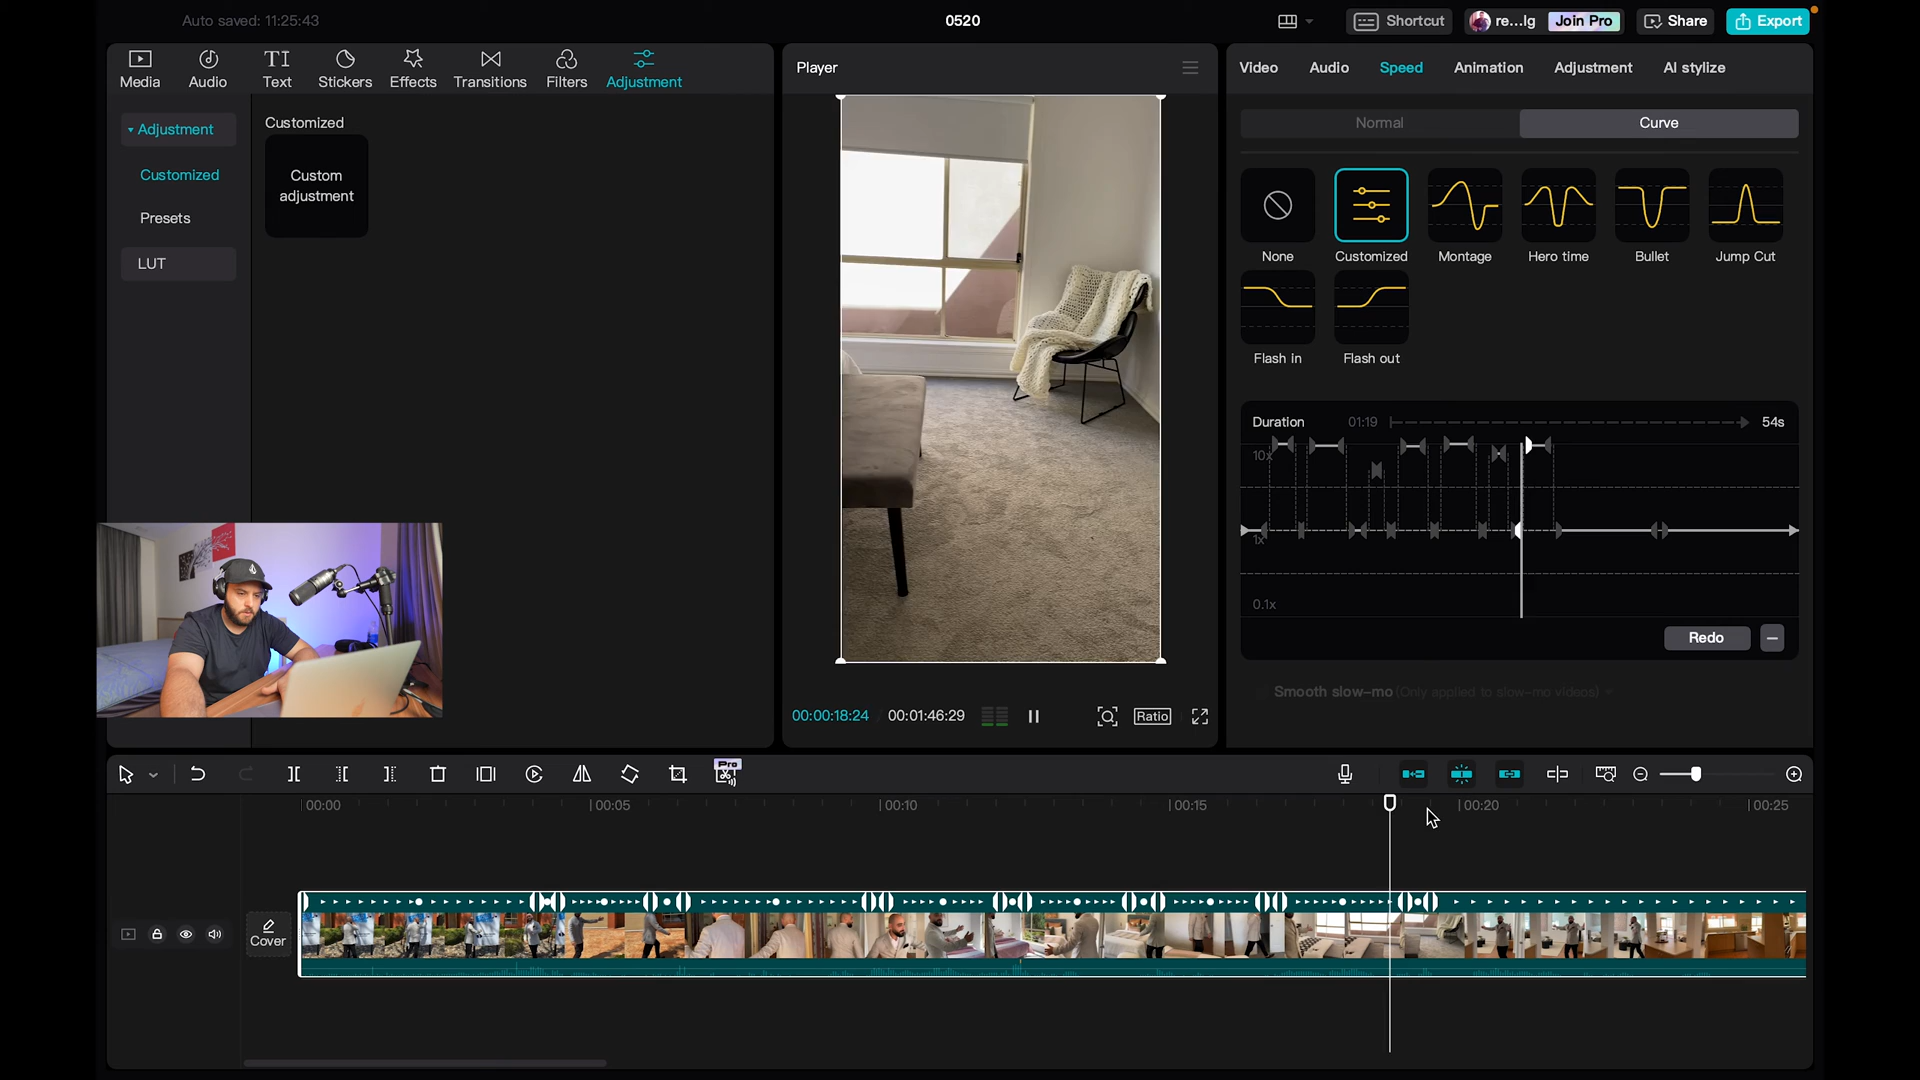 Auto saved: 11:25:43
0520
Shortcut
re...lg
Join Pro
Share
Export
Media
Audio
Text
Stickers
Effects
Transitions
Filters
Adjustment
Adjustment
Customized
Presets
LUT
Customized
Custom
adjustment
Player
00:00:18:24
00:01:46:29
Ratio
Video
Audio
Speed
Animation
Adjustment
AI stylize
Normal
Curve
None
Customized
Montage
Hero time
Bullet
Jump Cut
Flash in
Flash out
Duration
01:19
54s
10x
1x
0.1x
Redo
Smooth slow-mo (Only applied to slow-mo videos)
Pro
00:00
00:05
00:10
00:15
00:20
00:25
Cover